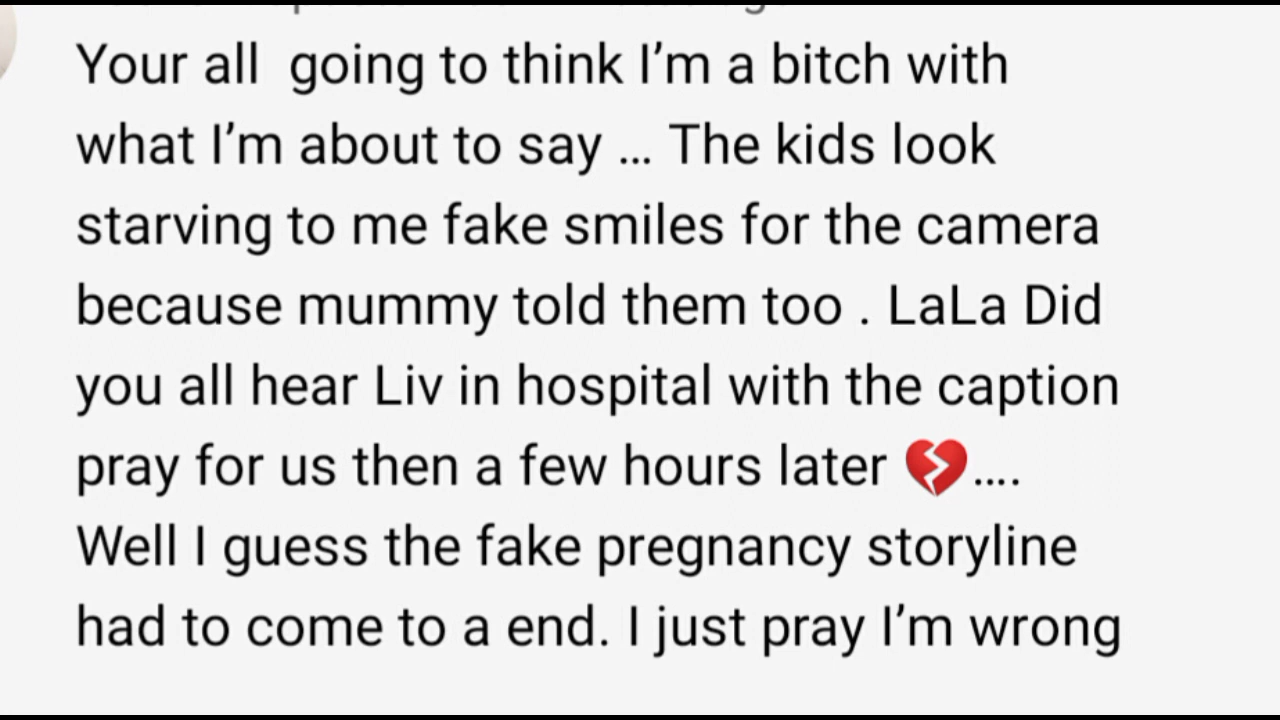 Your all  going to think I’m a bitch with
what I’m about to say ... The kids look
starving to me fake smiles for the camera
because mummy told them too . LaLa Did
you all hear Liv in hospital with the caption
pray for us then a few hours later 💔....
Well I guess the fake pregnancy storyline
had to come to a end. I just pray I’m wrong